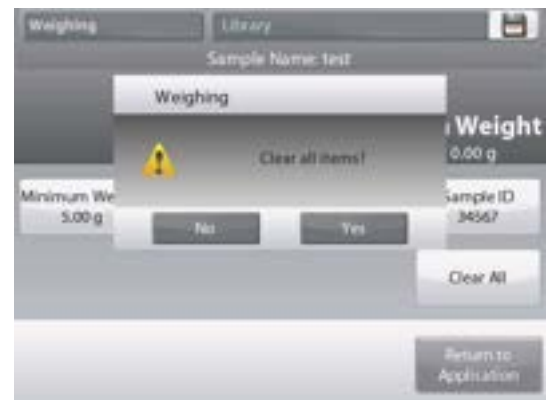 Weighing
Library
Sample Name: test
Weighing
Weight
0.00 g
Clear all items?
Minimum We
5.00 g
Sample ID
34567
No
Yes
Clear All
Return to
Application